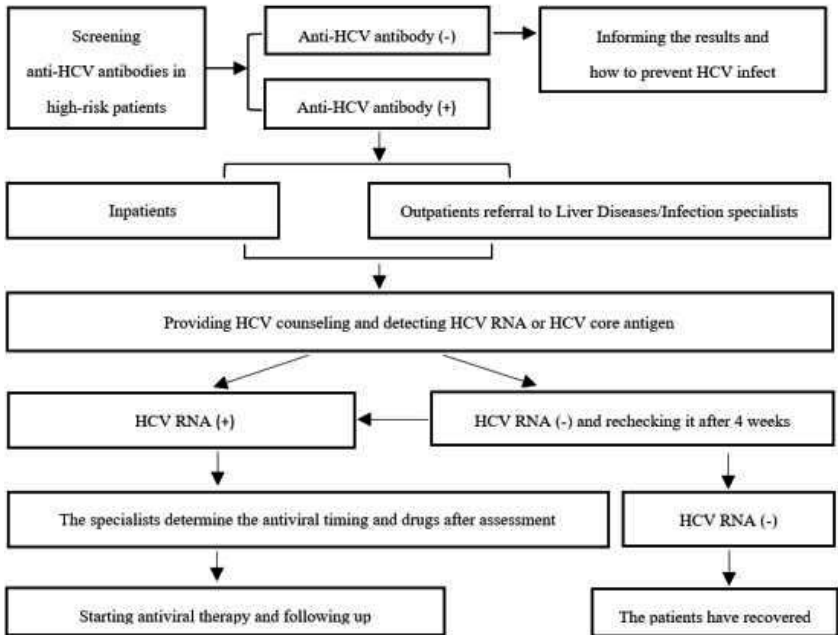 Screening
anti-HCV antibodies in
high-risk patients
Anti-HCV antibody (-)
Informing the results and
how to prevent HCV infect
Anti-HCV antibody (+)
Inpatients
Outpatients referral to Liver Diseases/Infection specialists
Providing HCV counseling and detecting HCV RNA or HCV core antigen
HCV RNA (+)
HCV RNA (-) and rechecking it after 4 weeks
The specialists determine the antiviral timing and drugs after assessment
HCV RNA (-)
Starting antiviral therapy and following up
The patients have recovered